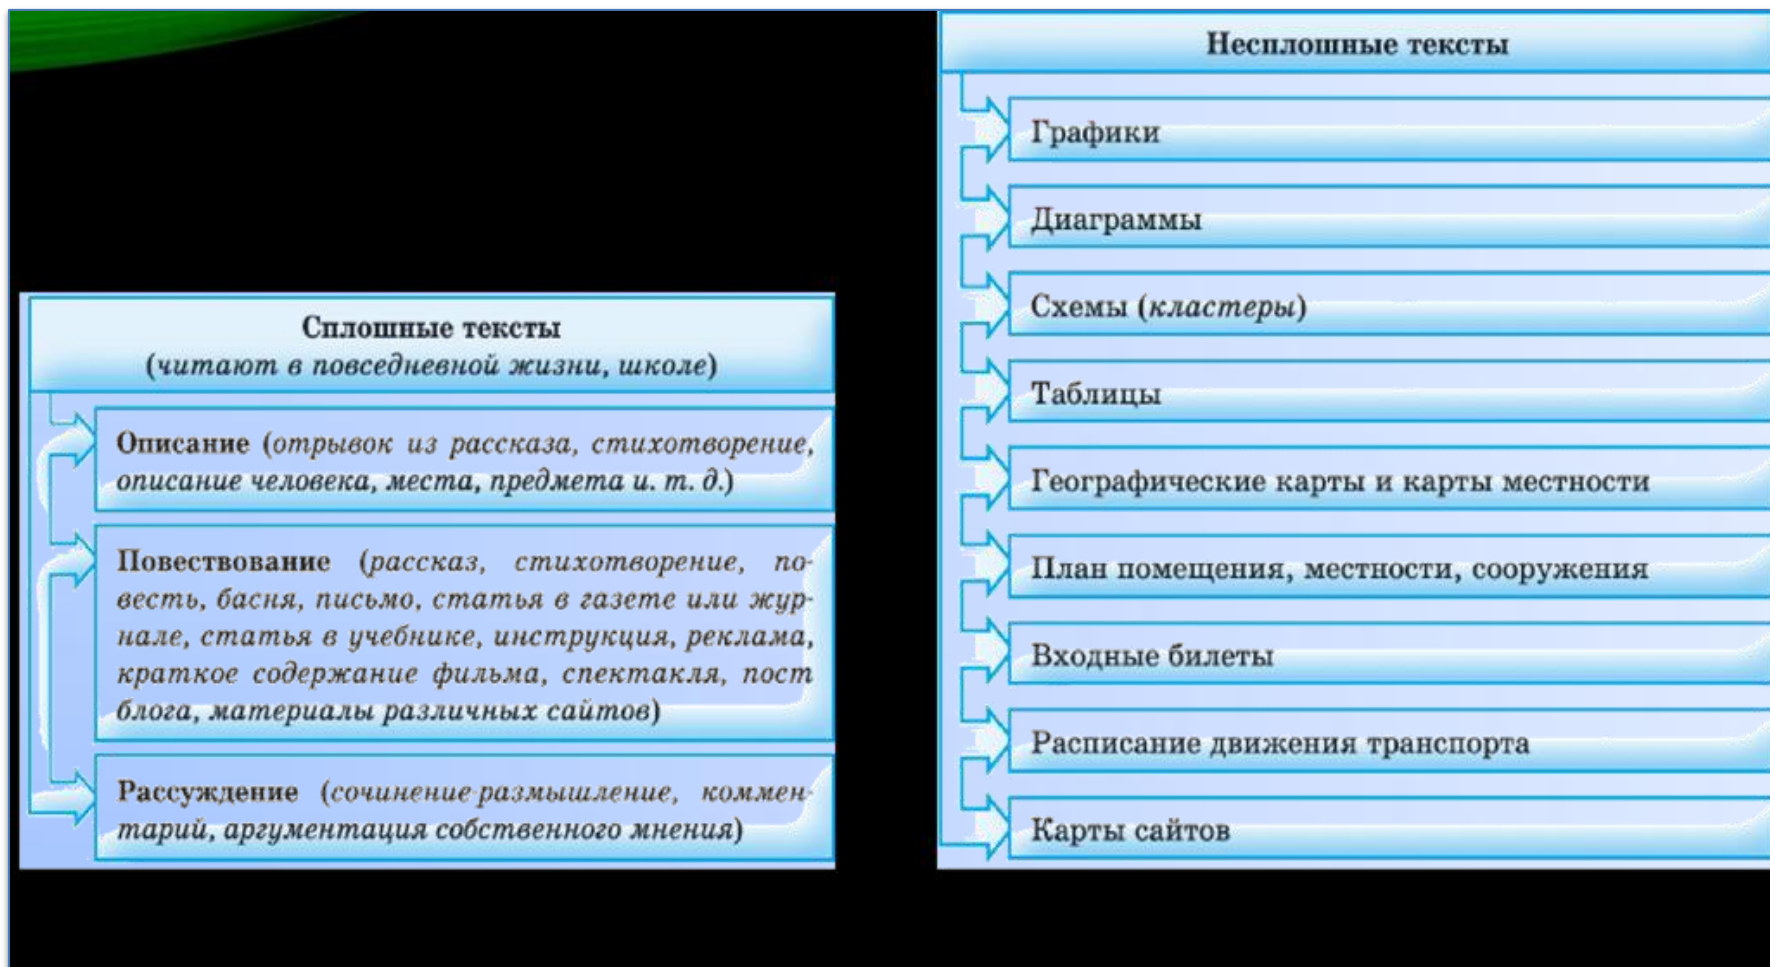 Сплошные тексты
(читают в повседневной жизни, школе)
Описание (отрывок из рассказа, стихотворение,
описание человека, места, предмета и. т. д.)
Повествование (рассказ, стихотворение, по-
весть, басня, письмо, статья в газете или жур-
нале, статья в учебнике, инструкция, реклама,
краткое содержание фильма, спектакля, пост
блога, материалы различных сайтов)
Рассуждение (сочинение-размышление, коммен-
тарий, аргументация собственного мнения)
Несплошные тексты
Графики
Диаграммы
Схемы (кластеры)
Таблицы
Географические карты и карты местности
План помещения, местности, сооружения
Входные билеты
Расписание движения транспорта
Карты сайтов